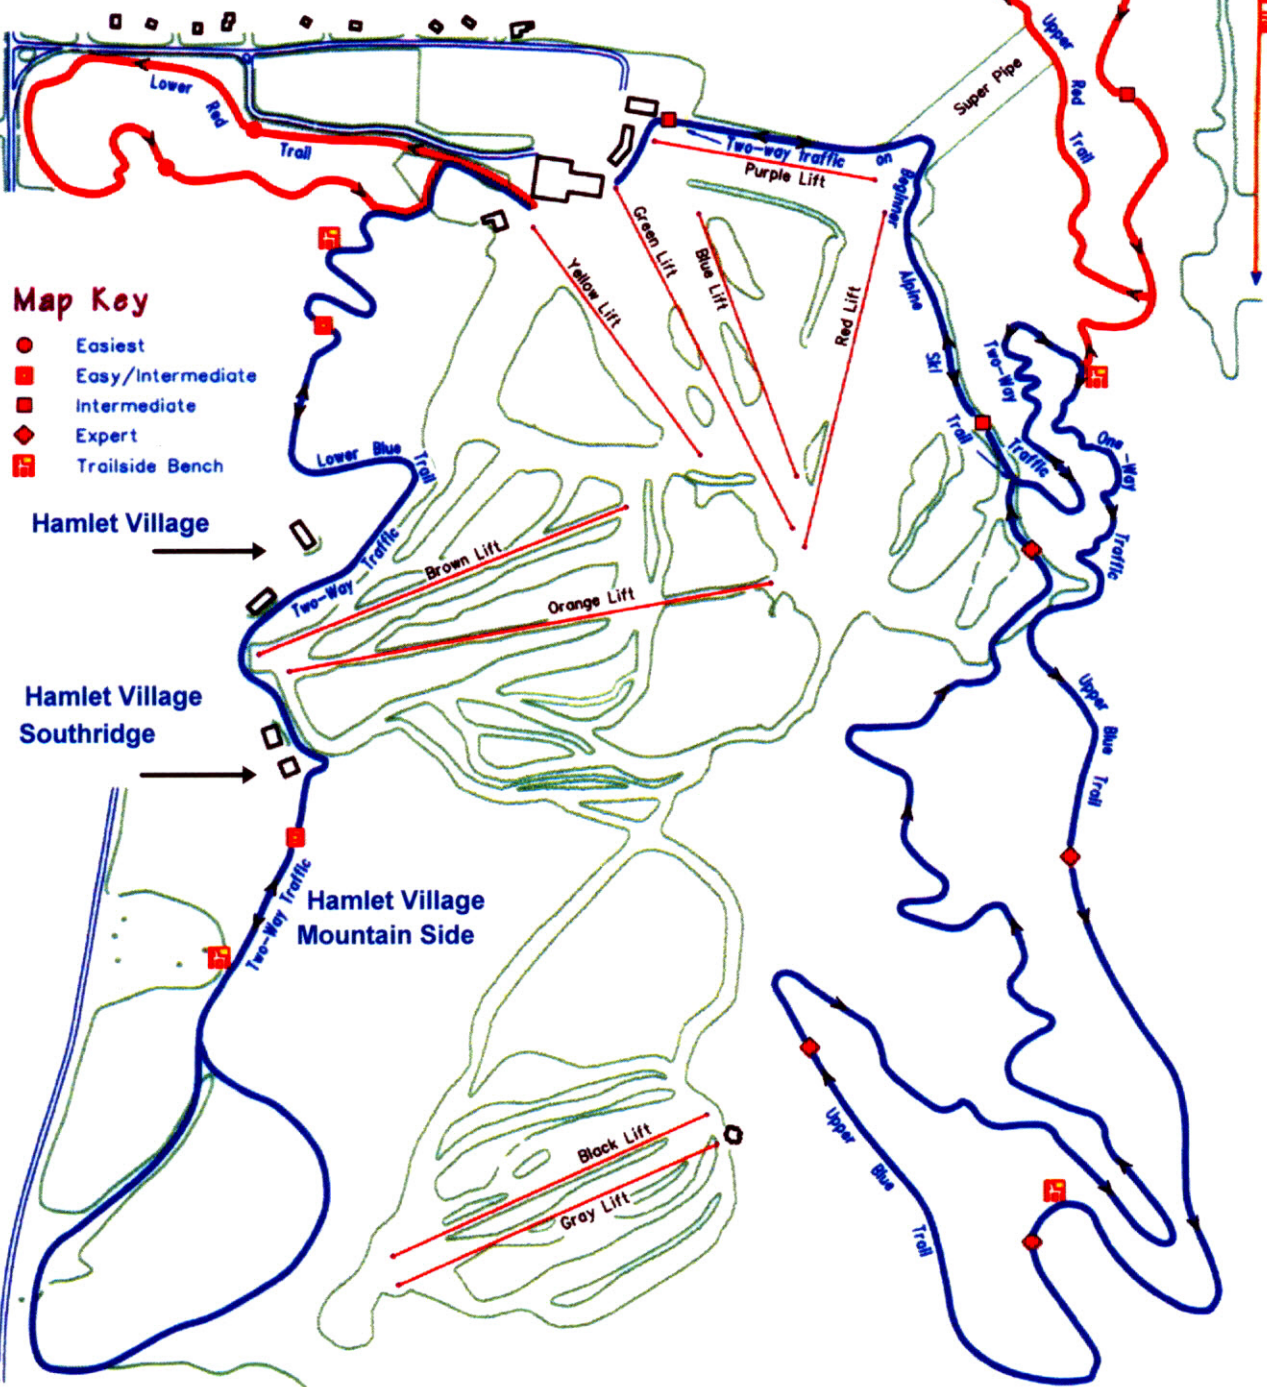 Upper
Red
Trail
Super Pipe
Lower
Red
Trail
Two-way Traffic
on
Beginner
Alpine
Ski
Trail
Purple Lift
Green Lift
Blue Lift
Yellow Lift
Red Lift
Map Key
Easiest
Easy/Intermediate
Intermediate
Expert
Trailside Bench
Two-Way
Traffic
One-Way
Traffic
Lower Blue
Trail
Hamlet Village
Two-Way Traffic
Brown Lift
Orange Lift
Hamlet Village
Southridge
Upper
Blue
Trail
Two-Way Traffic
Hamlet Village
Mountain Side
Black Lift
Gray Lift
Upper
Blue
Trail